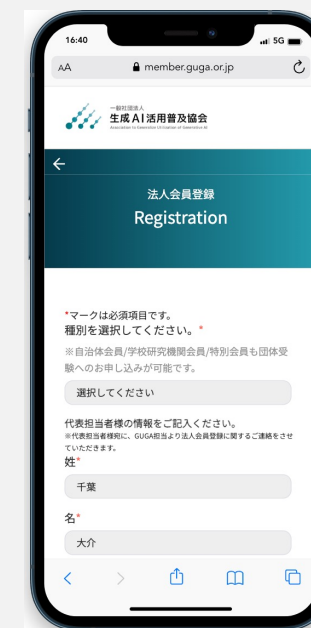 16:40
5G
AA
member.guga.or.jp
一般社団法人
生成AI活用普及協会
Association to Generalize Utilization of Generative AI
法人会員登録
Registration
*マークは必須項目です。
種別を選択してください。*
※自治体会員/学校研究機関会員/特別会員も団体受
験へのお申し込みが可能です。
選択してください
代表担当者様の情報をご記入ください。
※代表担当者様宛に、GUGA担当より法人会員登録に関するご連絡をさせ
ていただきます。
姓*
千葉
名*
大介